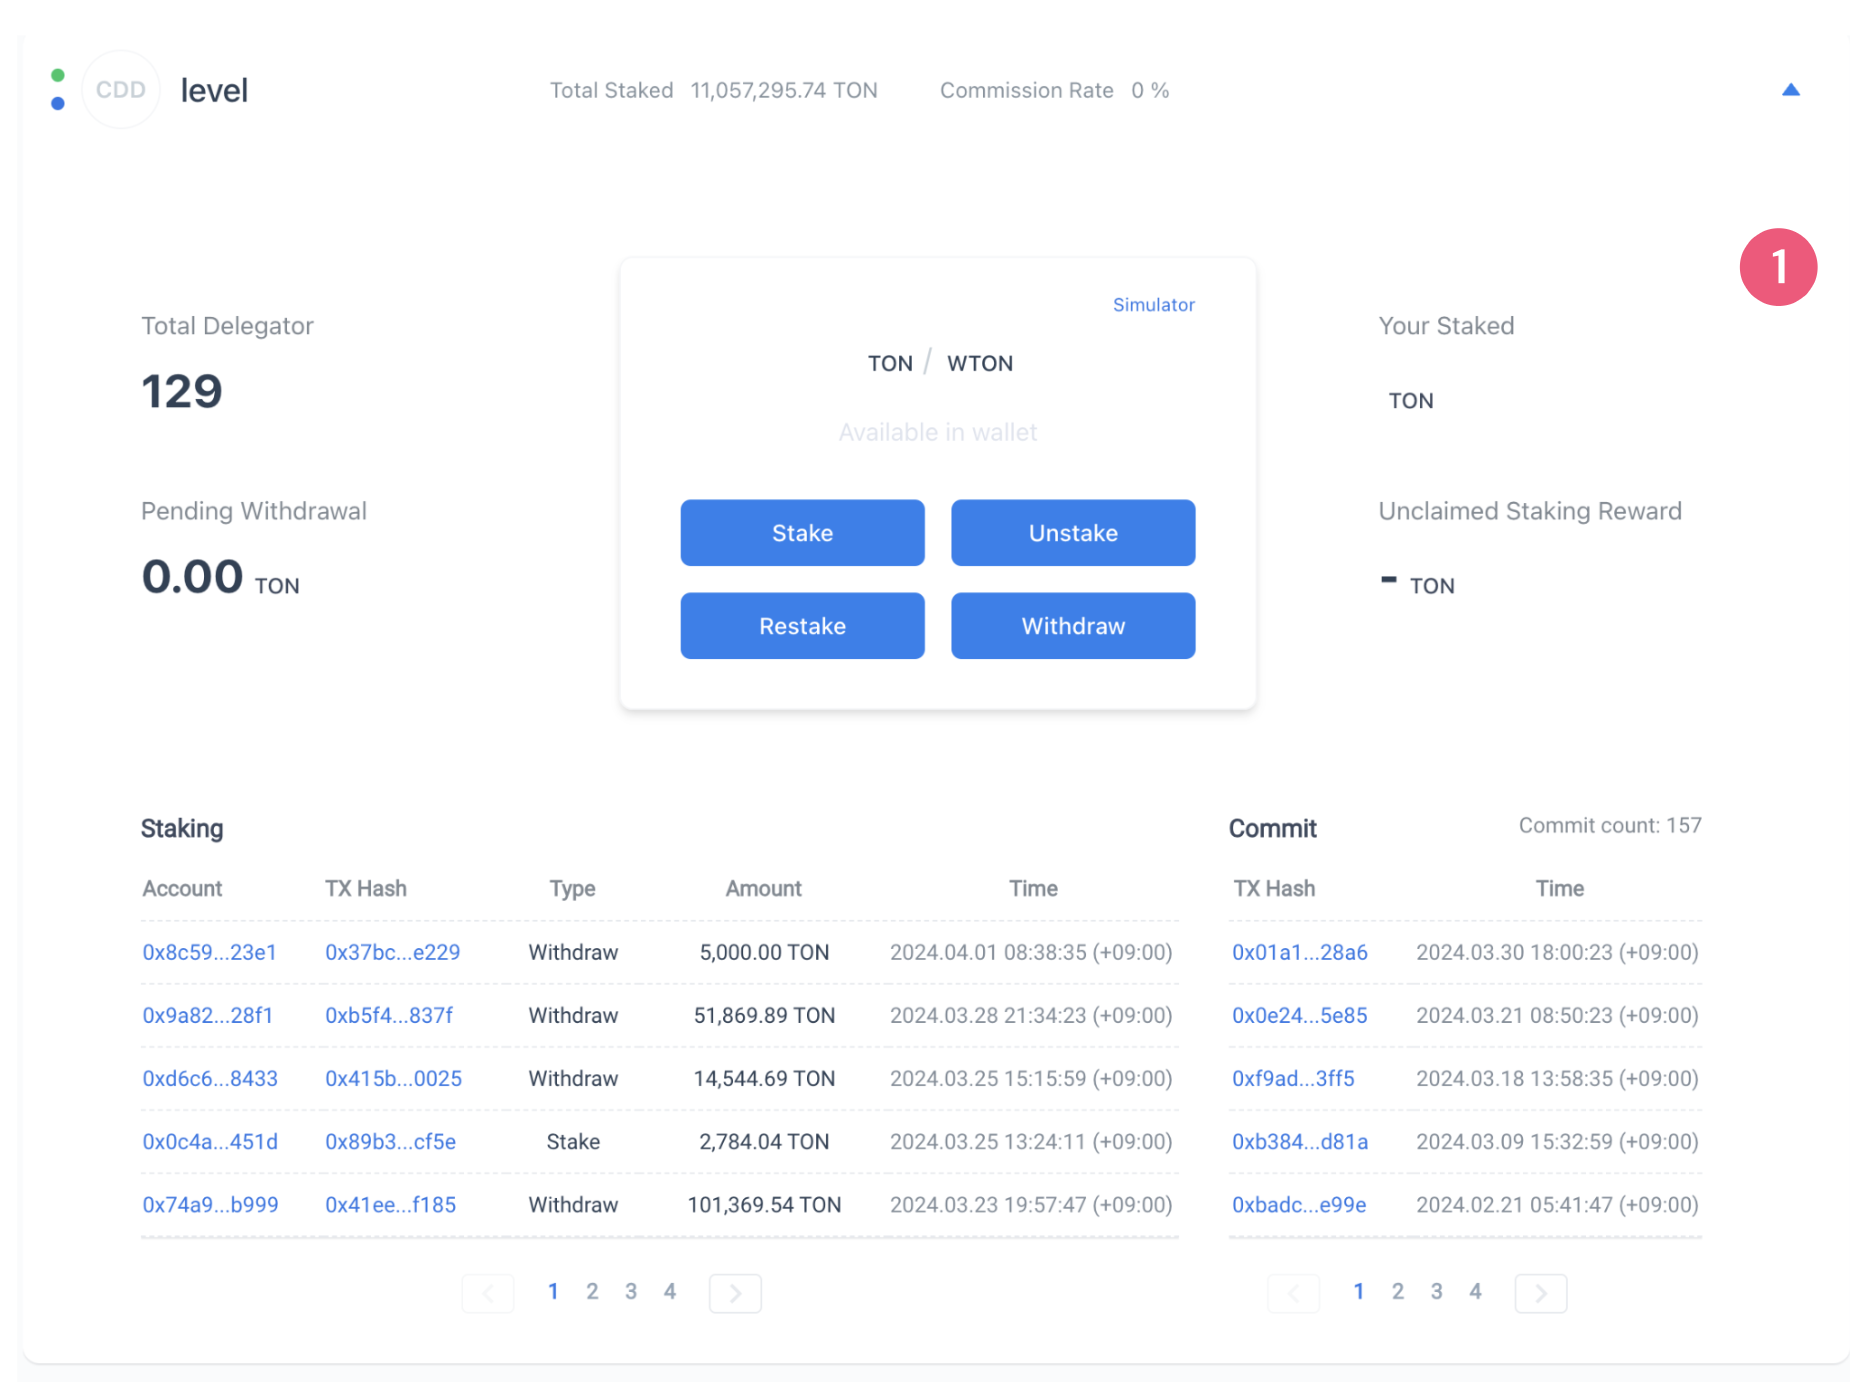 CDD level Total Staked 11,057,295.74 TON Commission Rate 0 %
1
Simulator
Total Delegator Your Staked
TON / WTON
129 TON
Available in wallet
Pending Withdrawal Stake Unstake Unclaimed Staking Reward
0.00 TON - TON
Restake Withdraw
Staking Commit Commit count: 157
Account TX Hash Type Amount Time TX Hash Time
0x8c59...23e1 0x37bc...e229 Withdraw 5,000.00 TON 2024.04.01 08:38:35 (+09:00) 0x01a1...28a6 2024.03.30 18:00:23 (+09:00)
0x9a82...28f1 0xb5f4...837f Withdraw 51,869.89 TON 2024.03.28 21:34:23 (+09:00) 0x0e24...5e85 2024.03.21 08:50:23 (+09:00)
0xd6c6...8433 0x415b...0025 Withdraw 14,544.69 TON 2024.03.25 15:15:59 (+09:00) 0xf9ad...3ff5 2024.03.18 13:58:35 (+09:00)
0x0c4a...451d 0x89b3...cf5e Stake 2,784.04 TON 2024.03.25 13:24:11 (+09:00) 0xb384...d81a 2024.03.09 15:32:59 (+09:00)
0x74a9...b999 0x41ee...f185 Withdraw 101,369.54 TON 2024.03.23 19:57:47 (+09:00) 0xbadc...e99e 2024.02.21 05:41:47 (+09:00)
< 1 2 3 4 > < 1 2 3 4 >